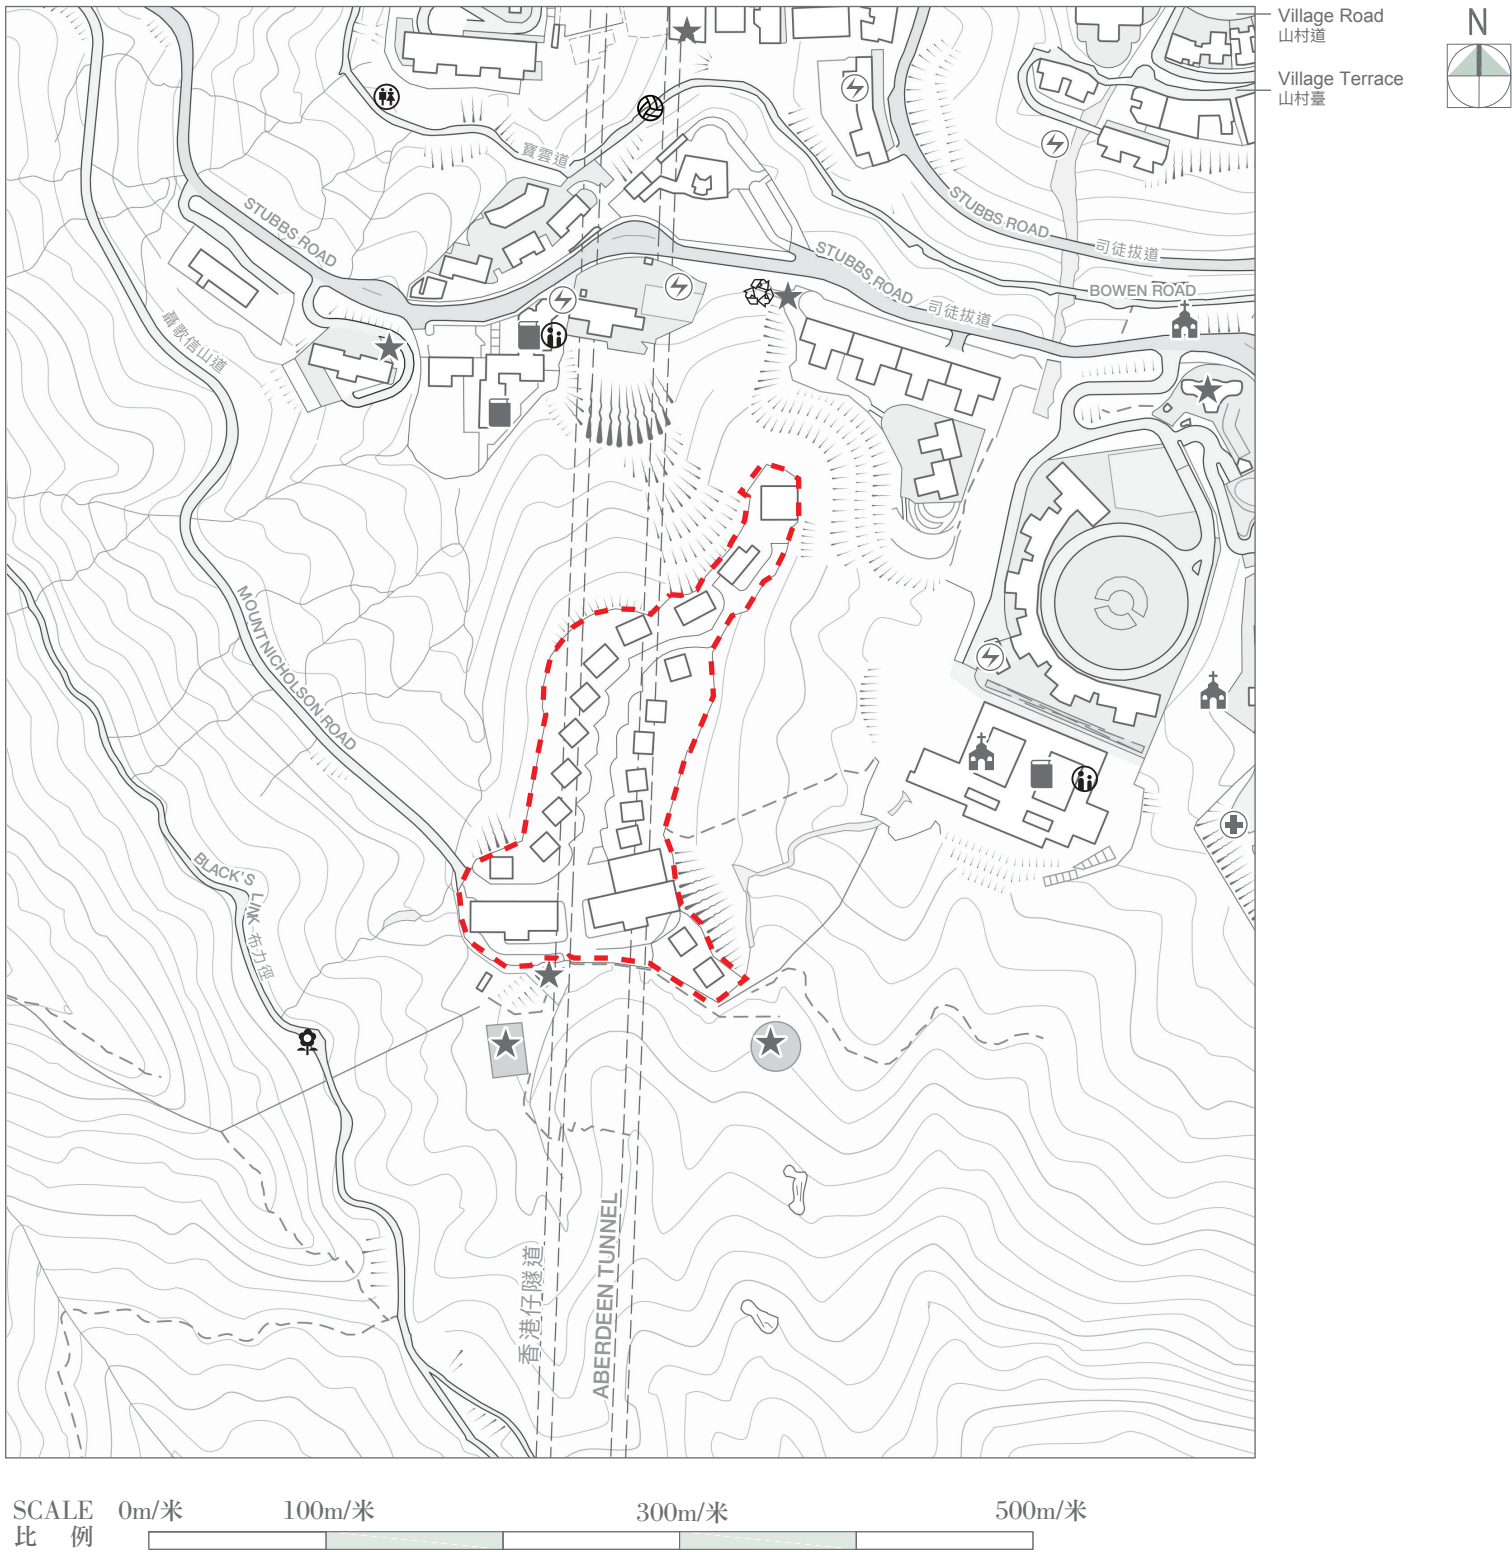 Village Road
山村道
N
Village Terrace
山村臺
寶雲道
STUBBS ROAD
STUBBS ROAD
司徒拔道
STUBBS ROAD
司徒拔道
BOWEN ROAD
聶歌信山道
MOUNT NICHOLSON ROAD
BLACK'S LINK
布力徑
香港仔隧道
ABERDEEN TUNNEL
SCALE 0m/米 100m/米 300m/米 500m/米
比 例